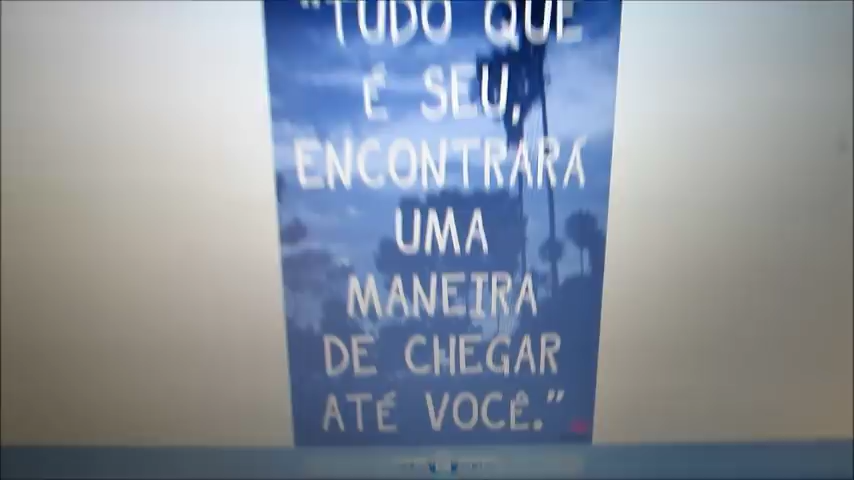 "TUDO QUE
É SEU,
ENCONTRARÁ
UMA
MANEIRA
DE CHEGAR
ATÉ VOCÊ."